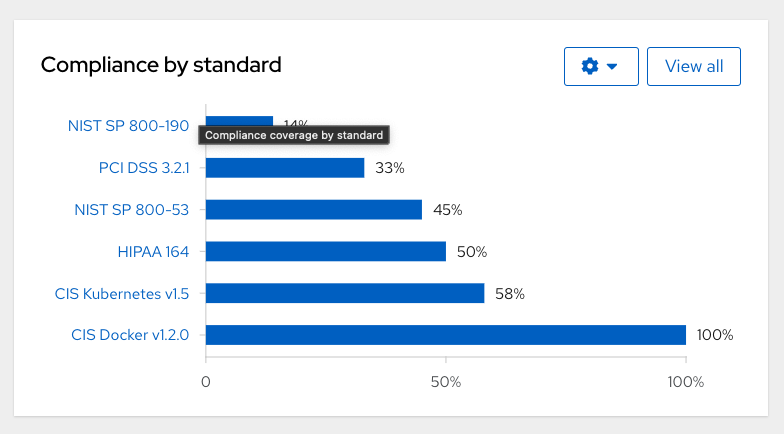 Compliance by standard
View all
NIST SP 800-190 14%
Compliance coverage by standard
PCI DSS 3.2.1 33%
NIST SP 800-53 45%
HIPAA 164 50%
CIS Kubernetes v1.5 58%
CIS Docker v1.2.0 100%
0 50% 100%